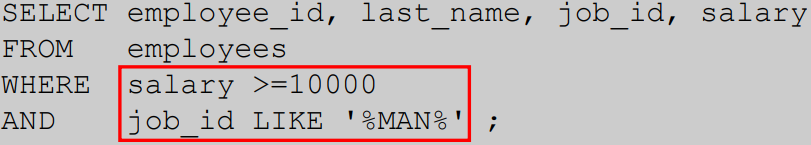 SELECT employee_id, last_name, job_id, salary
FROM   employees
WHERE  salary >=10000
AND    job_id LIKE '%MAN%' ;